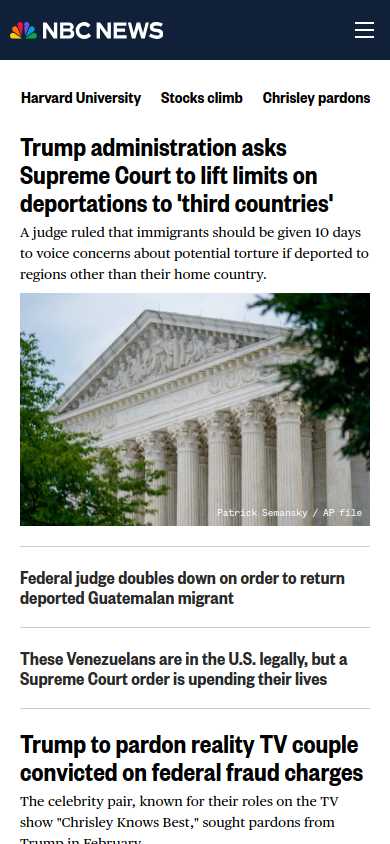 NBC NEWS
Harvard University Stocks climb Chrisley pardons
Trump administration asks
Supreme Court to lift limits on
deportations to 'third countries'
A judge ruled that immigrants should be given 10 days
to voice concerns about potential torture if deported to
regions other than their home country.
Patrick Semansky / AP file
Federal judge doubles down on order to return
deported Guatemalan migrant
These Venezuelans are in the U.S. legally, but a
Supreme Court order is upending their lives
Trump to pardon reality TV couple
convicted on federal fraud charges
The celebrity pair, known for their roles on the TV
show "Chrisley Knows Best," sought pardons from
Trump in February.